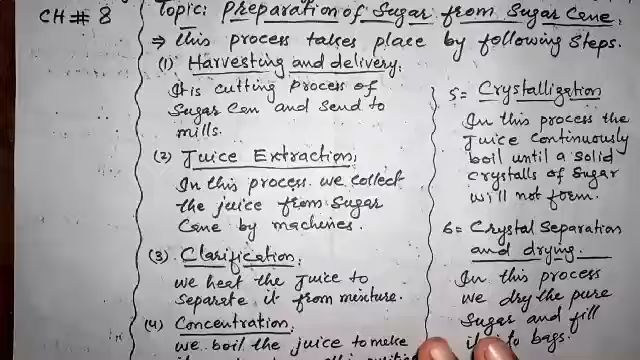 CH # 8
Topic: Preparation of Sugar from Sugar Cane.
⇒ This process takes place by following steps.
(1) Harvesting and delivery:
It is cutting process of
Sugar Can and send to
mills.
(2) Juice Extraction:
In this process we collect
the juice from Sugar
Cane by machines.
(3) Clarification:
we heat the Juice to
Separate it from mixture.
(4) Concentration:
we boil the juice to make
5= Crystallization
In this process the
Juice Continuously
boil until a solid
crystals of Sugar
will not form.
6= Crystal Separation
and drying.
In this process
we dry the pure
Sugar and fill
bags.